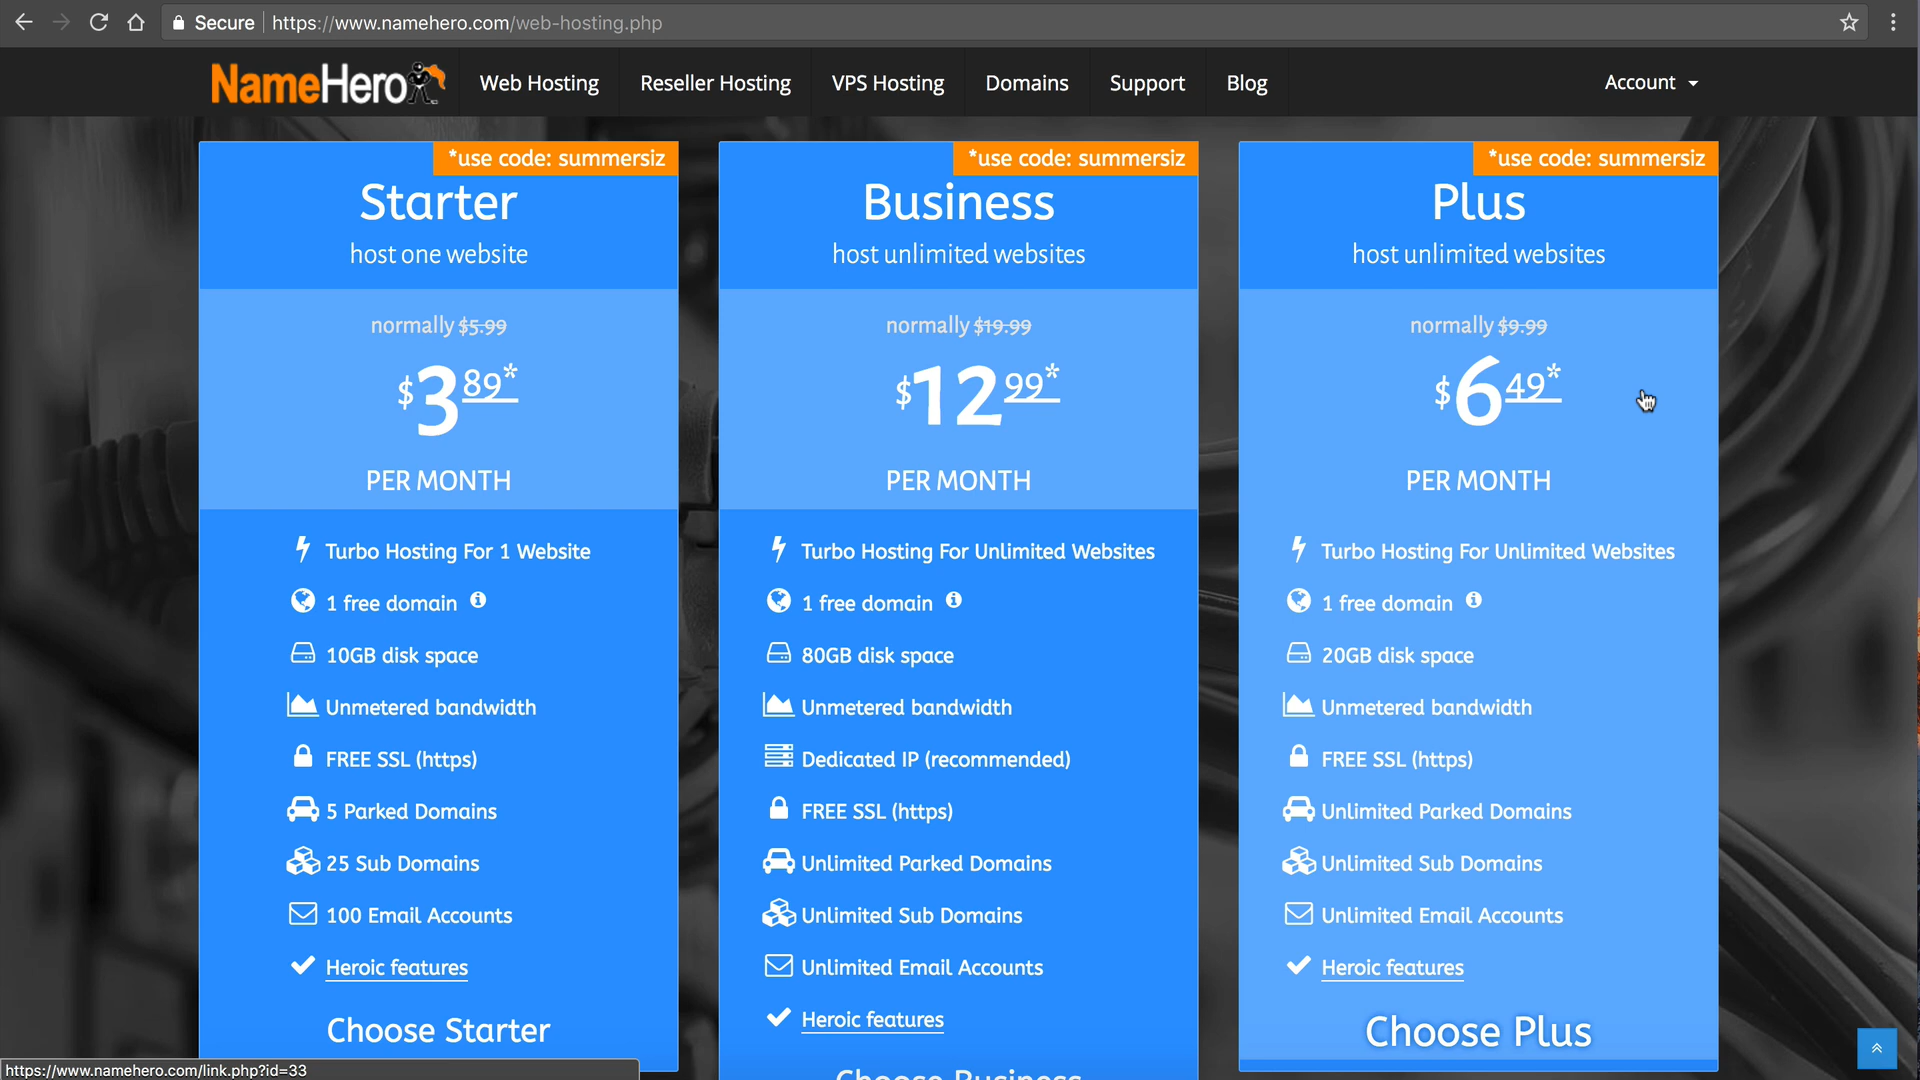 Secure https://www.namehero.com/web-hosting.php
NameHero
Web Hosting
Reseller Hosting
VPS Hosting
Domains
Support
Blog
Account
*use code: summersiz
Starter
host one website
normally $5.99
$3 89*
PER MONTH
Turbo Hosting For 1 Website
1 free domain
10GB disk space
Unmetered bandwidth
FREE SSL (https)
5 Parked Domains
25 Sub Domains
100 Email Accounts
Heroic features
Choose Starter
*use code: summersiz
Business
host unlimited websites
normally $19.99
$12 99*
PER MONTH
Turbo Hosting For Unlimited Websites
1 free domain
80GB disk space
Unmetered bandwidth
Dedicated IP (recommended)
FREE SSL (https)
Unlimited Parked Domains
Unlimited Sub Domains
Unlimited Email Accounts
Heroic features
Choose Business
*use code: summersiz
Plus
host unlimited websites
normally $9.99
$6 49*
PER MONTH
Turbo Hosting For Unlimited Websites
1 free domain
20GB disk space
Unmetered bandwidth
FREE SSL (https)
Unlimited Parked Domains
Unlimited Sub Domains
Unlimited Email Accounts
Heroic features
Choose Plus
https://www.namehero.com/link.php?id=33